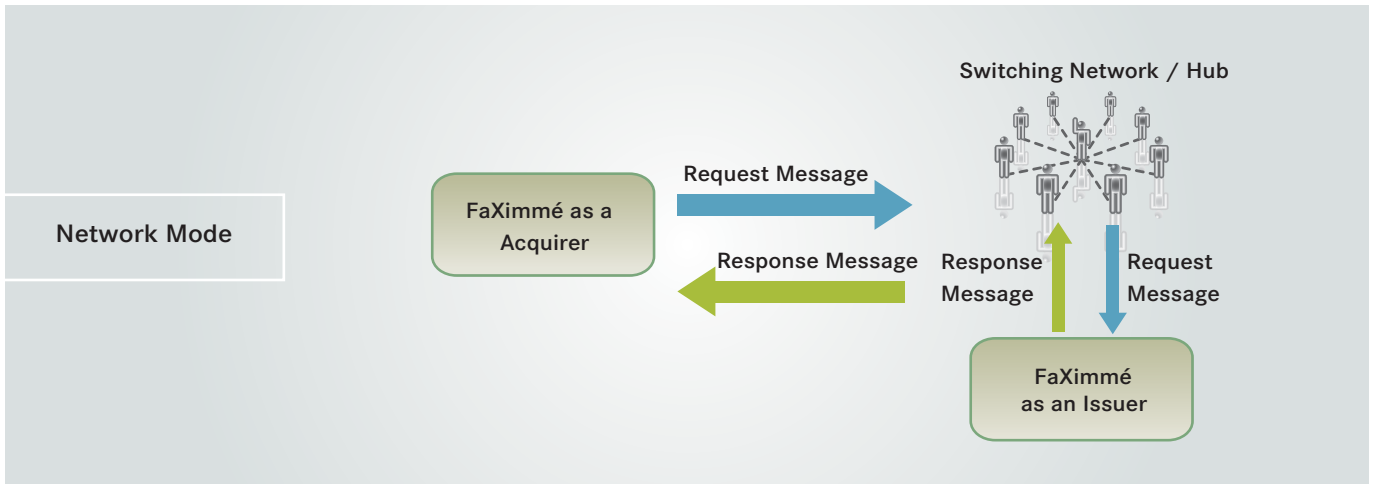 Switching Network / Hub
Request Message
FaXimmé as a
Acquirer
Network Mode
Response Message
Response
Message
Request
Message
FaXimmé
as an Issuer